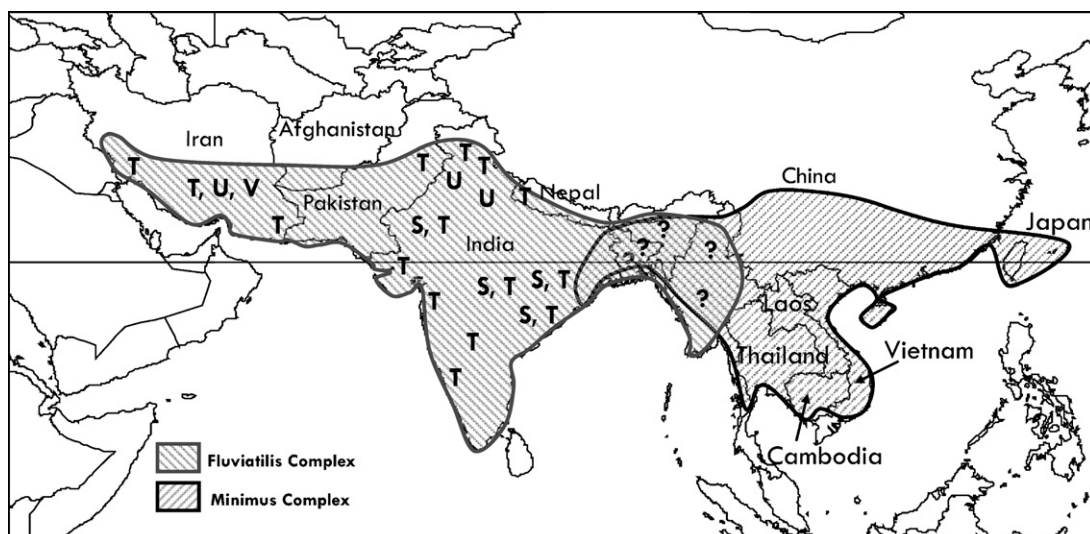 China
Afghanistan
Iran
T
T
T
T
T
T, U, V
U
U
T
Nepal
Pakistan
Japan
S, T
T
India
?
?
?
?
T
T
S, T
S, T
?
Laos
S, T
T
Thailand
Vietnam
T
Cambodia
Fluviatilis Complex
Minimus Complex